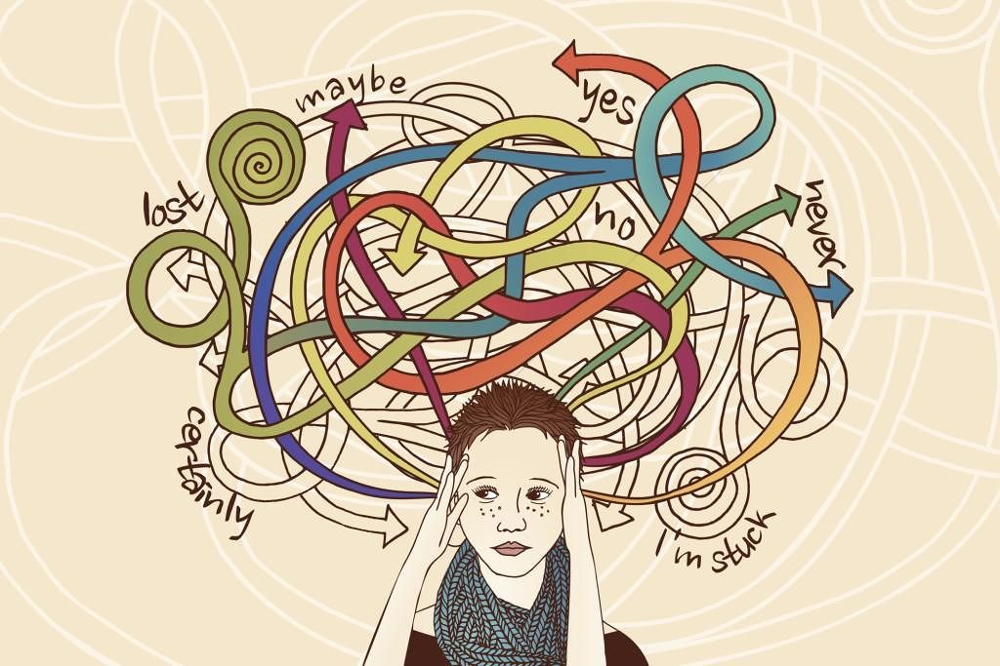 maybe
yes
lost
no
never
certainly
I'm stuck